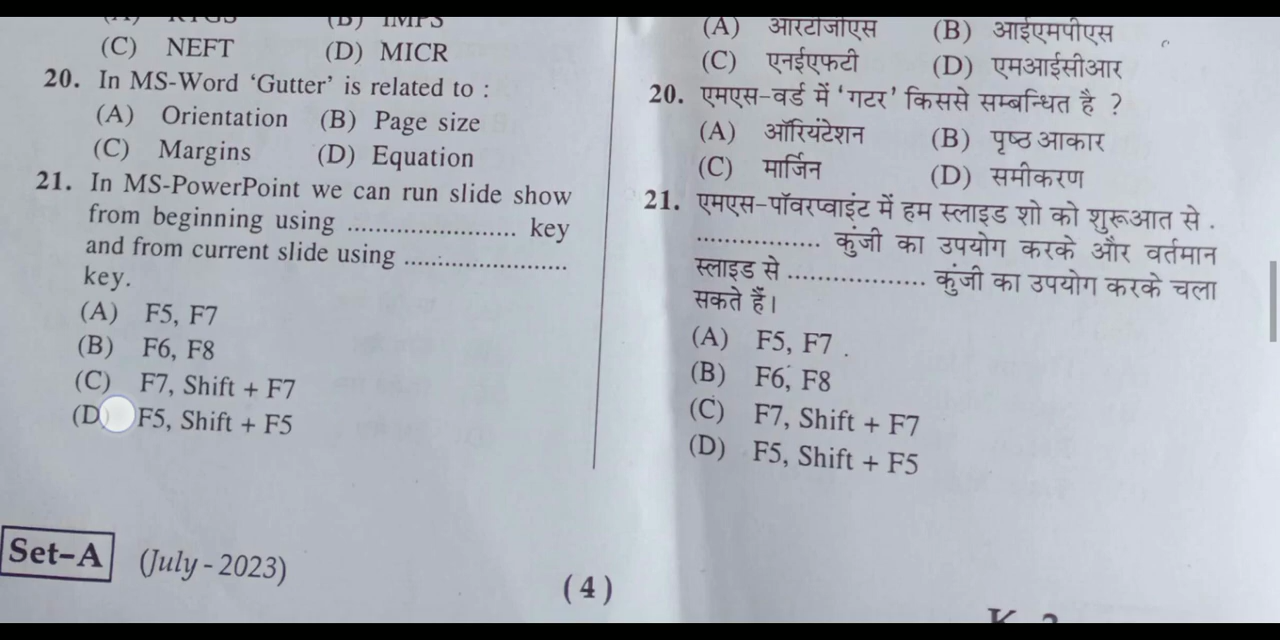 (A) RTGS (B) IMPS
(C) NEFT (D) MICR
20. In MS-Word ‘Gutter’ is related to :
(A) Orientation (B) Page size
(C) Margins (D) Equation
21. In MS-PowerPoint we can run slide show
from beginning using ........................ key
and from current slide using .......................
key.
(A) F5, F7
(B) F6, F8
(C) F7, Shift + F7
(D) F5, Shift + F5
Set–A (July - 2023)
(A) आरटीजीएस (B) आईएमपीएस
(C) एनईएफटी (D) एमआईसीआर
20. एमएस-वर्ड में ‘गटर’ किससे सम्बन्धित है ?
(A) ऑरियंटेशन (B) पृष्ठ आकार
(C) मार्जिन (D) समीकरण
21. एमएस-पॉवरप्वाइंट में हम स्लाइड शो को शुरूआत से
.................. कुंजी का उपयोग करके और वर्तमान
स्लाइड से .................... कुंजी का उपयोग करके चला
सकते हैं।
(A) F5, F7
(B) F6, F8
(C) F7, Shift + F7
(D) F5, Shift + F5
( 4 )